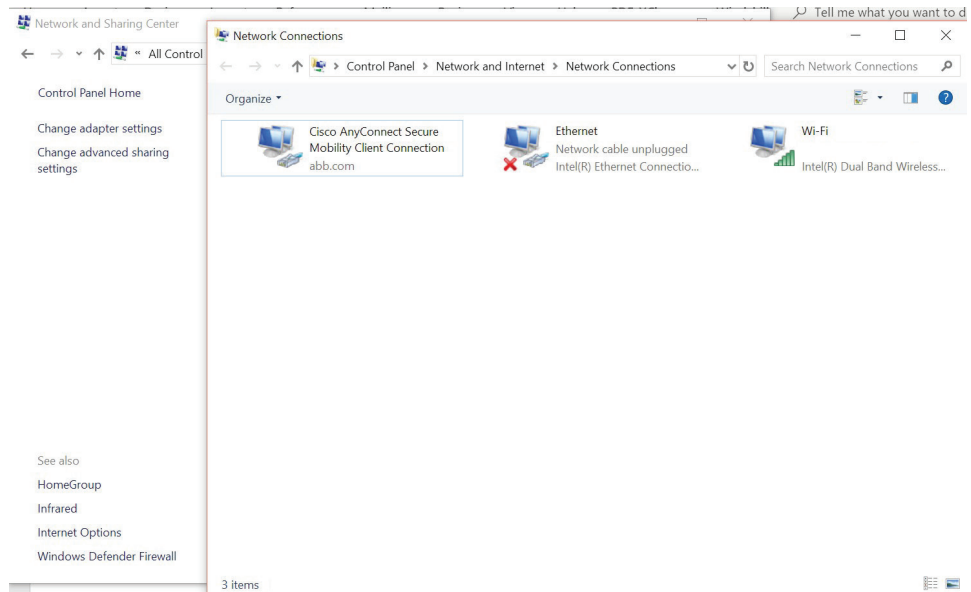 Tell me what you want to d
Network and Sharing Center
All Control
Control Panel Home
Change adapter settings
Change advanced sharing
settings
See also
HomeGroup
Infrared
Internet Options
Windows Defender Firewall
Network Connections
Control Panel > Network and Internet > Network Connections
Search Network Connections
Organize
Cisco AnyConnect Secure
Mobility Client Connection
abb.com
Ethernet
Network cable unplugged
Intel(R) Ethernet Connectio...
Wi-Fi
Intel(R) Dual Band Wireless...
3 items